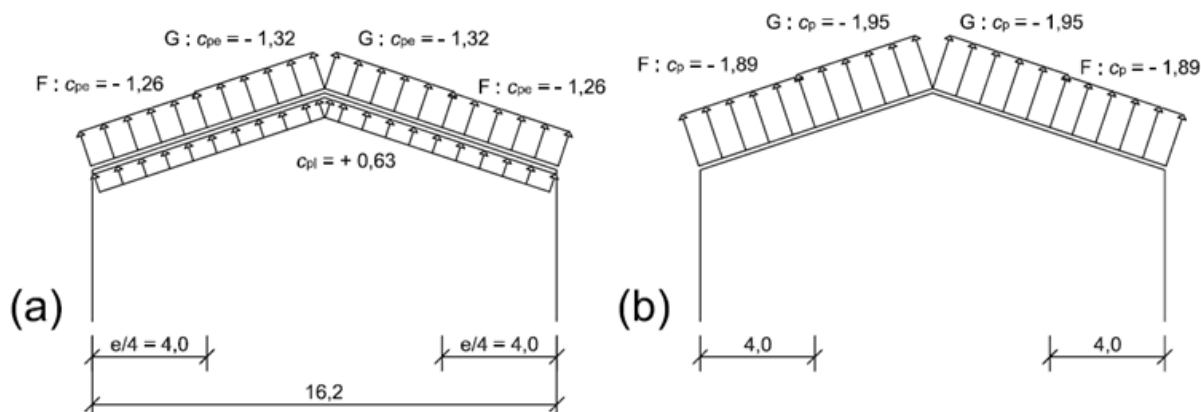 G : cpe = - 1,32
G : cpe = - 1,32
F : cpe = - 1,26
F : cpe = - 1,26
cpI = + 0,63
(a)
e/4 = 4,0
e/4 = 4,0
16,2
G : cp = - 1,95
G : cp = - 1,95
F : cp = - 1,89
F : cp = - 1,89
(b)
4,0
4,0